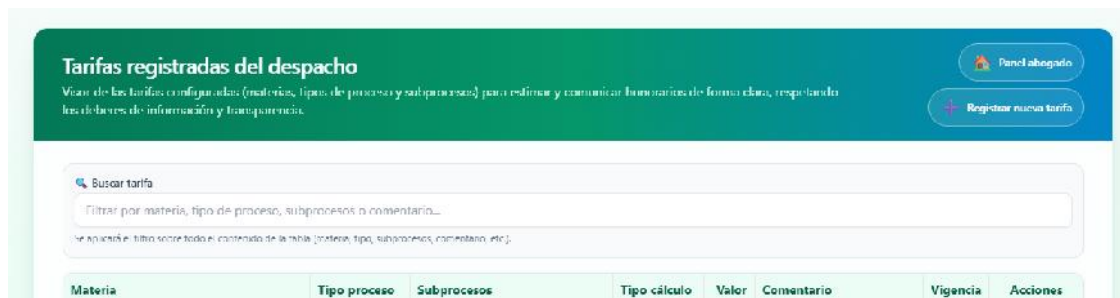 Tarifas registradas del despacho
Visor de las tarifas configuradas (materias, tipos de proceso y subprocesos) para estimar y comunicar honorarios de forma clara, respetando
los deberes de información y transparencia.
Panel abogado
Registrar nueva tarifa
Buscar tarifa
Filtrar por materia, tipo de proceso, subprocesos o comentario...
Se aplicará el filtro sobre todo el contenido de la tabla (materia, tipo, subprocesos, comentario, etc.).
Materia Tipo proceso Subprocesos Tipo cálculo Valor Comentario Vigencia Acciones